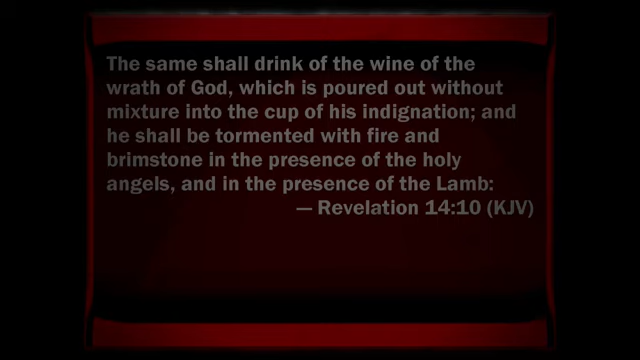 The same shall drink of the wine of the
wrath of God, which is poured out without
mixture into the cup of his indignation; and
he shall be tormented with fire and
brimstone in the presence of the holy
angels, and in the presence of the Lamb:
— Revelation 14:10 (KJV)